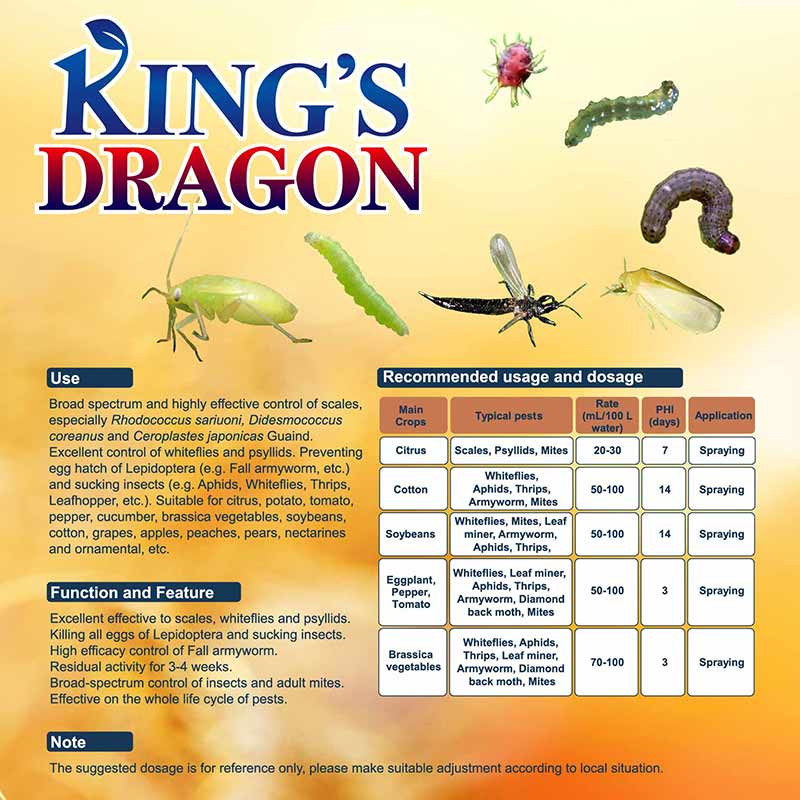 KING'S
DRAGON
Use
Broad spectrum and highly effective control of scales,
especially Rhodococcus sariuoni, Didesmococcus
coreanus and Ceroplastes japonicas Guaind.
Excellent control of whiteflies and psyllids. Preventing
egg hatch of Lepidoptera (e.g. Fall armyworm, etc.)
and sucking insects (e.g. Aphids, Whiteflies, Thrips,
Leafhopper, etc.). Suitable for citrus, potato, tomato,
pepper, cucumber, brassica vegetables, soybeans,
cotton, grapes, apples, peaches, pears, nectarines
and ornamental, etc.
Function and Feature
Excellent effective to scales, whiteflies and psyllids.
Killing all eggs of Lepidoptera and sucking insects.
High efficacy control of Fall armyworm.
Residual activity for 3-4 weeks.
Broad-spectrum control of insects and adult mites.
Effective on the whole life cycle of pests.
Recommended usage and dosage
Main
Crops
Typical pests
Rate
(mL/100 L
water)
PHI
(days)
Application
Citrus
Scales, Psyllids, Mites
20-30
7
Spraying
Cotton
Whiteflies,
Aphids, Thrips,
Armyworm, Mites
50-100
14
Spraying
Soybeans
Whiteflies, Mites, Leaf
miner, Armyworm,
Aphids, Thrips,
50-100
14
Spraying
Eggplant,
Pepper,
Tomato
Whiteflies, Leaf miner,
Aphids, Thrips,
Armyworm, Diamond
back moth, Mites
50-100
3
Spraying
Brassica
vegetables
Whiteflies, Aphids,
Thrips, Leaf miner,
Armyworm, Diamond
back moth, Mites
70-100
3
Spraying
Note
The suggested dosage is for reference only, please make suitable adjustment according to local situation.